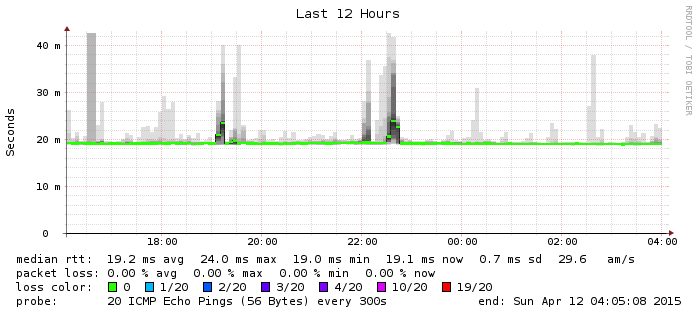 Last 12 Hours
RRDTOOL / TOBI OETIKER
Seconds
40 m
30 m
20 m
10 m
0
18:00 20:00 22:00 00:00 02:00 04:00
median rtt: 19.2 ms avg 24.0 ms max 19.0 ms min 19.1 ms now 0.7 ms sd 29.6 am/s
packet loss: 0.00 % avg 0.00 % max 0.00 % min 0.00 % now
loss color: 0 1/20 2/20 3/20 4/20 10/20 19/20
probe: 20 ICMP Echo Pings (56 Bytes) every 300s end: Sun Apr 12 04:05:08 2015